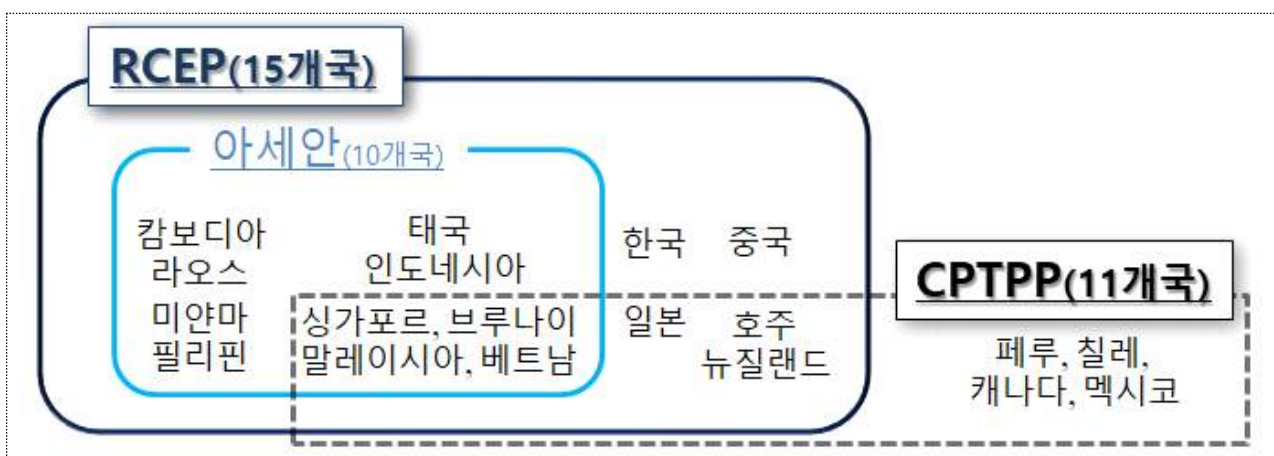 RCEP(15개국)
아세안(10개국)
캄보디아
라오스
미얀마
필리핀
태국
인도네시아
싱가포르, 브루나이
말레이시아, 베트남
한국
중국
일본
호주
뉴질랜드
CPTPP(11개국)
페루, 칠레,
캐나다, 멕시코